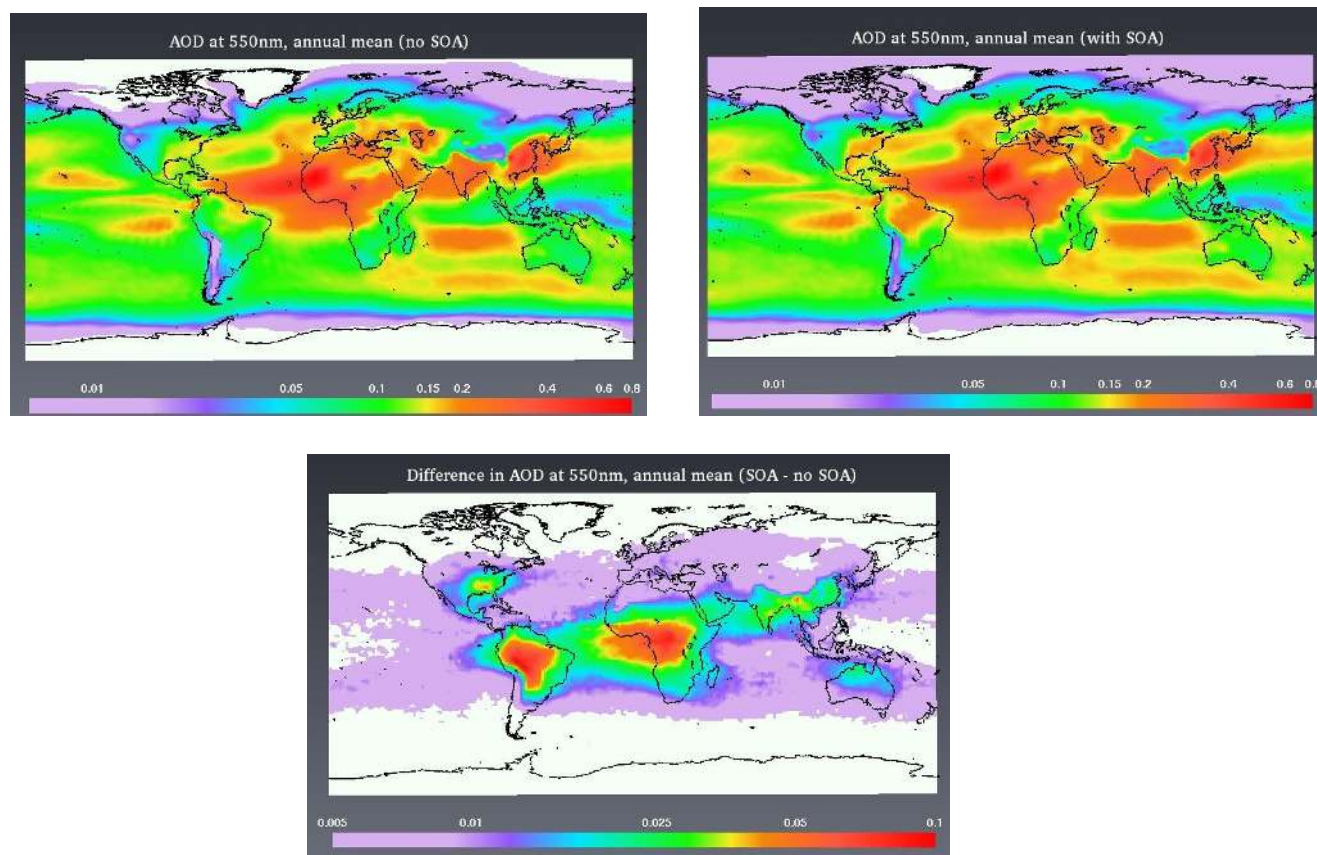 AOD at 550nm, annual mean (no SOA)
0.01 0.05 0.1 0.15 0.2 0.4 0.6 0.8
AOD at 550nm, annual mean (with SOA)
0.01 0.05 0.1 0.15 0.2 0.4 0.6 0.8
Difference in AOD at 550nm, annual mean (SOA - no SOA)
0.005 0.01 0.025 0.05 0.1